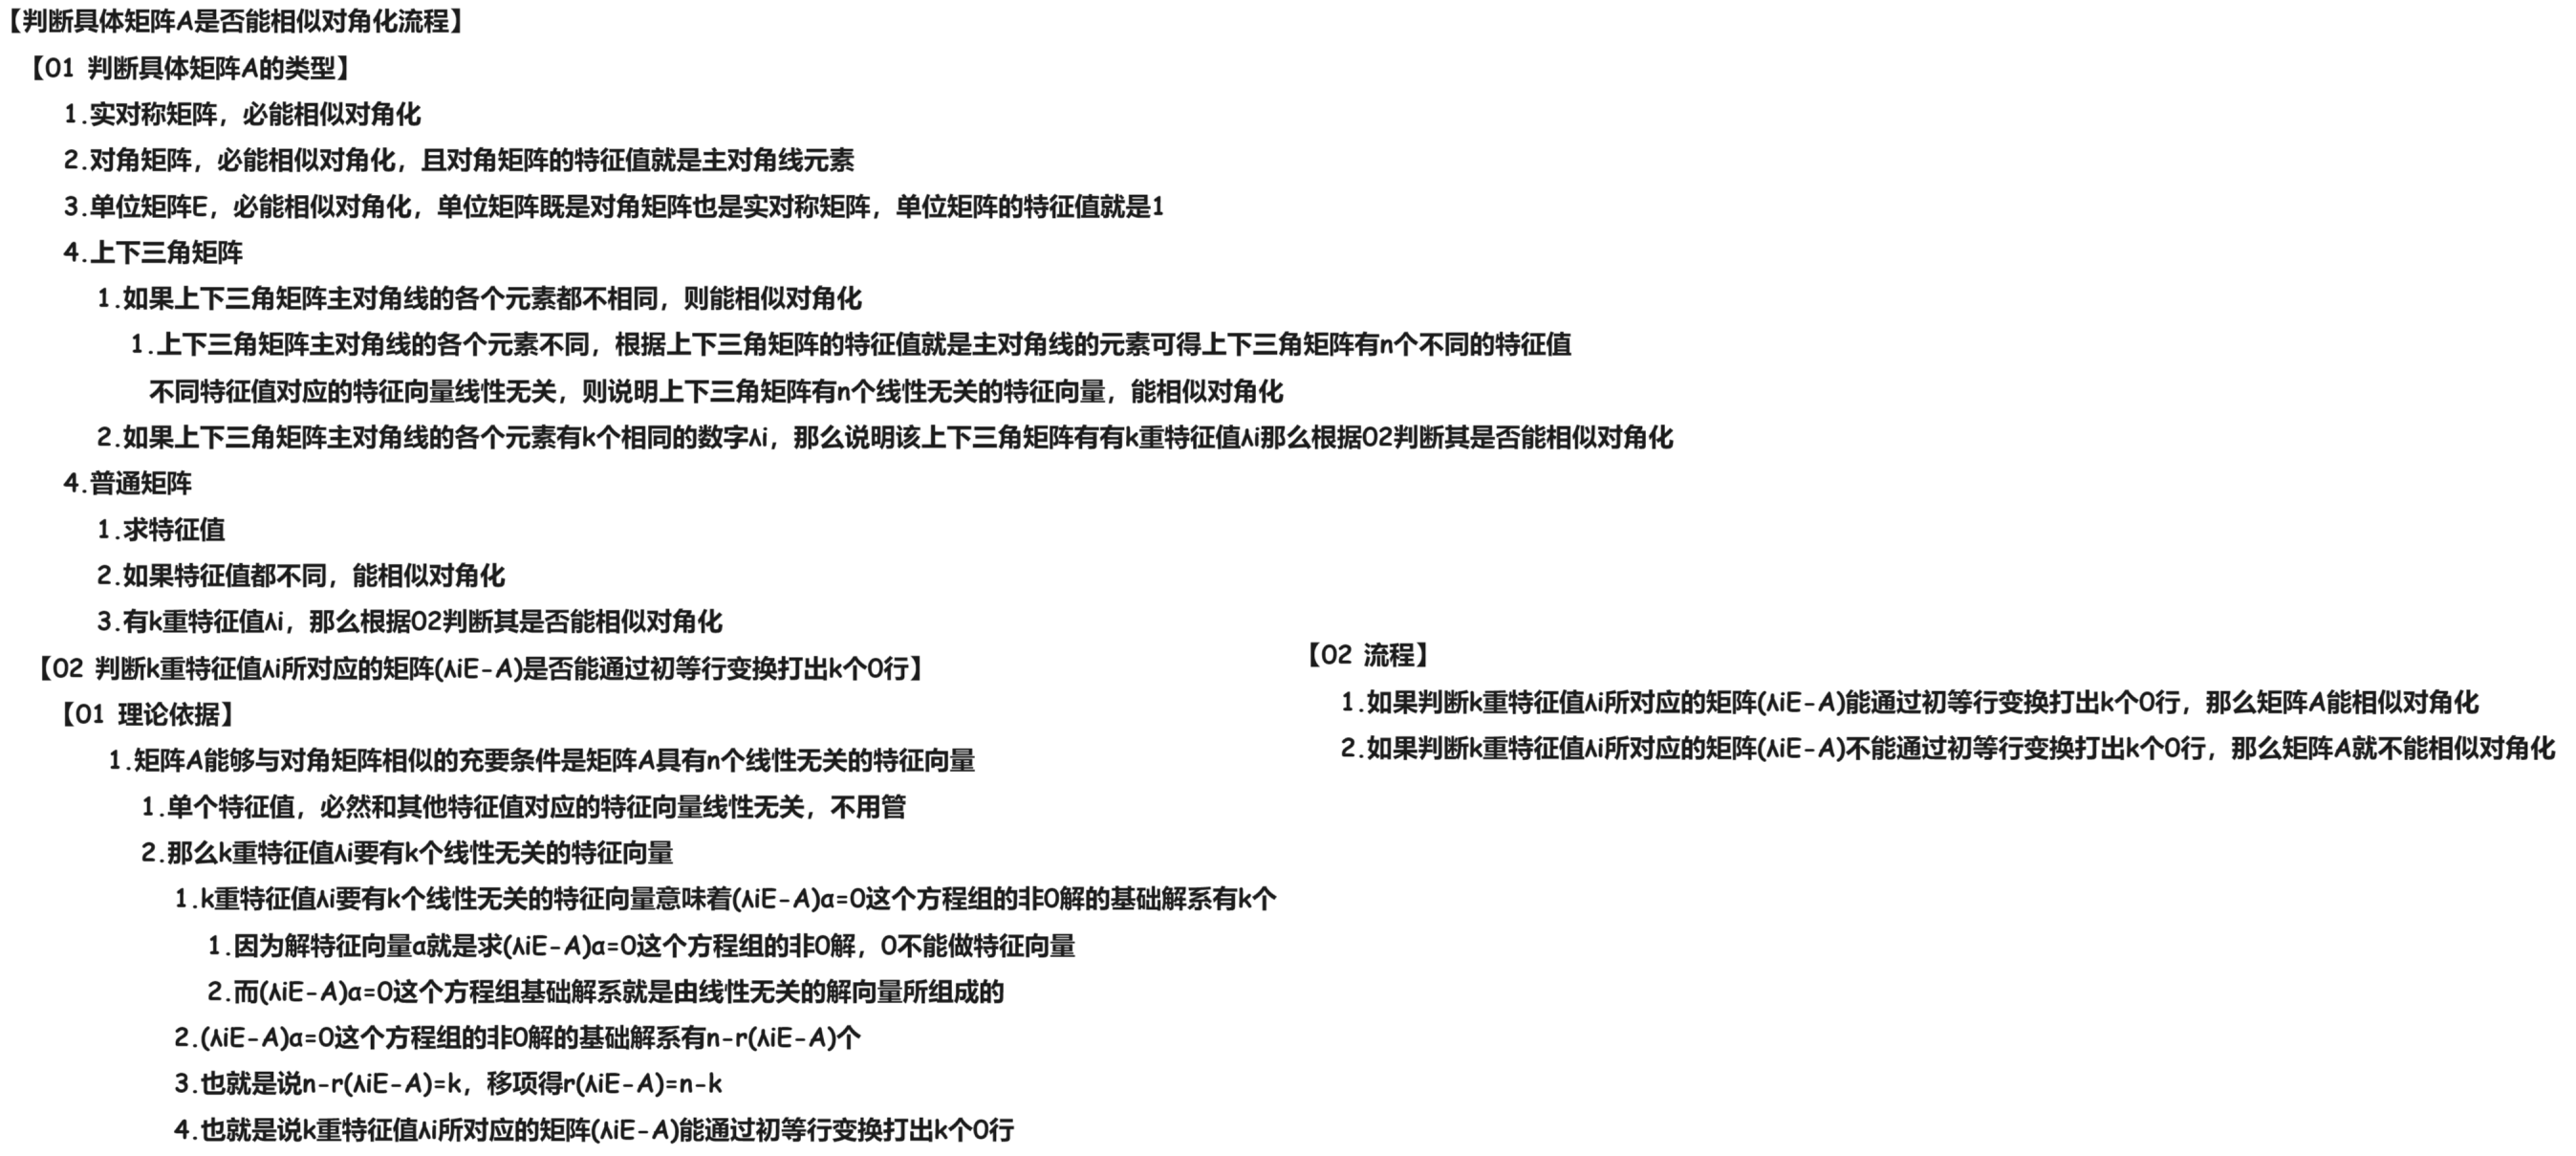 【判断具体矩阵A是否能相似对角化流程】
【01 判断具体矩阵A的类型】
1.实对称矩阵，必能相似对角化
2.对角矩阵，必能相似对角化，且对角矩阵的特征值就是主对角线元素
3.单位矩阵E，必能相似对角化，单位矩阵既是对角矩阵也是实对称矩阵，单位矩阵的特征值就是1
4.上下三角矩阵
1.如果上下三角矩阵主对角线的各个元素都不相同，则能相似对角化
1.上下三角矩阵主对角线的各个元素不同，根据上下三角矩阵的特征值就是主对角线的元素可得上下三角矩阵有n个不同的特征值
不同特征值对应的特征向量线性无关，则说明上下三角矩阵有n个线性无关的特征向量，能相似对角化
2.如果上下三角矩阵主对角线的各个元素有k个相同的数字λi，那么说明该上下三角矩阵有有k重特征值λi那么根据02判断其是否能相似对角化
4.普通矩阵
1.求特征值
2.如果特征值都不同，能相似对角化
3.有k重特征值λi，那么根据02判断其是否能相似对角化
【02 判断k重特征值λi所对应的矩阵(λiE-A)是否能通过初等行变换打出k个0行】
【01 理论依据】
1.矩阵A能够与对角矩阵相似的充要条件是矩阵A具有n个线性无关的特征向量
1.单个特征值，必然和其他特征值对应的特征向量线性无关，不用管
2.那么k重特征值λi要有k个线性无关的特征向量
1.k重特征值λi要有k个线性无关的特征向量意味着(λiE-A)α=0这个方程组的非0解的基础解系有k个
1.因为解特征向量α就是求(λiE-A)α=0这个方程组的非0解，0不能做特征向量
2.而(λiE-A)α=0这个方程组基础解系就是由线性无关的解向量所组成的
2.(λiE-A)α=0这个方程组的非0解的基础解系有n-r(λiE-A)个
3.也就是说n-r(λiE-A)=k，移项得r(λiE-A)=n-k
4.也就是说k重特征值λi所对应的矩阵(λiE-A)能通过初等行变换打出k个0行
【02 流程】
1.如果判断k重特征值λi所对应的矩阵(λiE-A)能通过初等行变换打出k个0行，那么矩阵A能相似对角化
2.如果判断k重特征值λi所对应的矩阵(λiE-A)不能通过初等行变换打出k个0行，那么矩阵A就不能相似对角化